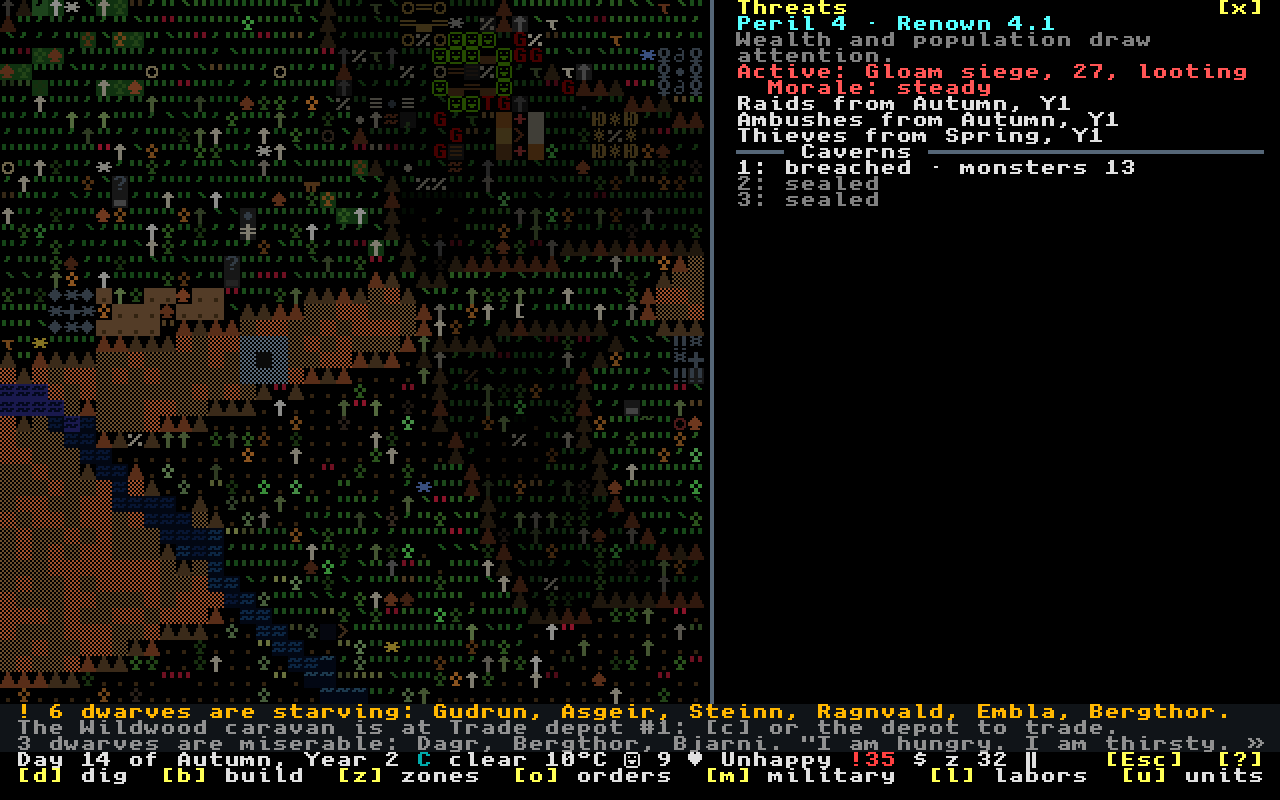 Threats [x]
Peril 4 · Renown 4.1
Wealth and population draw
attention.
Active: Gloam siege, 27, looting
Morale: steady
Raids from Autumn, Y1
Ambushes from Autumn, Y1
Thieves from Spring, Y1
Caverns
1: breached · monsters 13
2: sealed
3: sealed
! 6 dwarves are starving: Gudrun, Asgeir, Steinn, Ragnvald, Embla, Bergthor.
The Wildwood caravan is at Trade depot #1: [c] or the depot to trade.
3 dwarves are miserable: Dagr, Bergthor, Bjarni. "I am hungry. I am thirsty. »
Day 14 of Autumn, Year 2 C clear 10°C 9 ♥ Unhappy !35 $ z 32 [Esc] [?]
[d] dig [b] build [z] zones [o] orders [m] military [l] labors [u] units